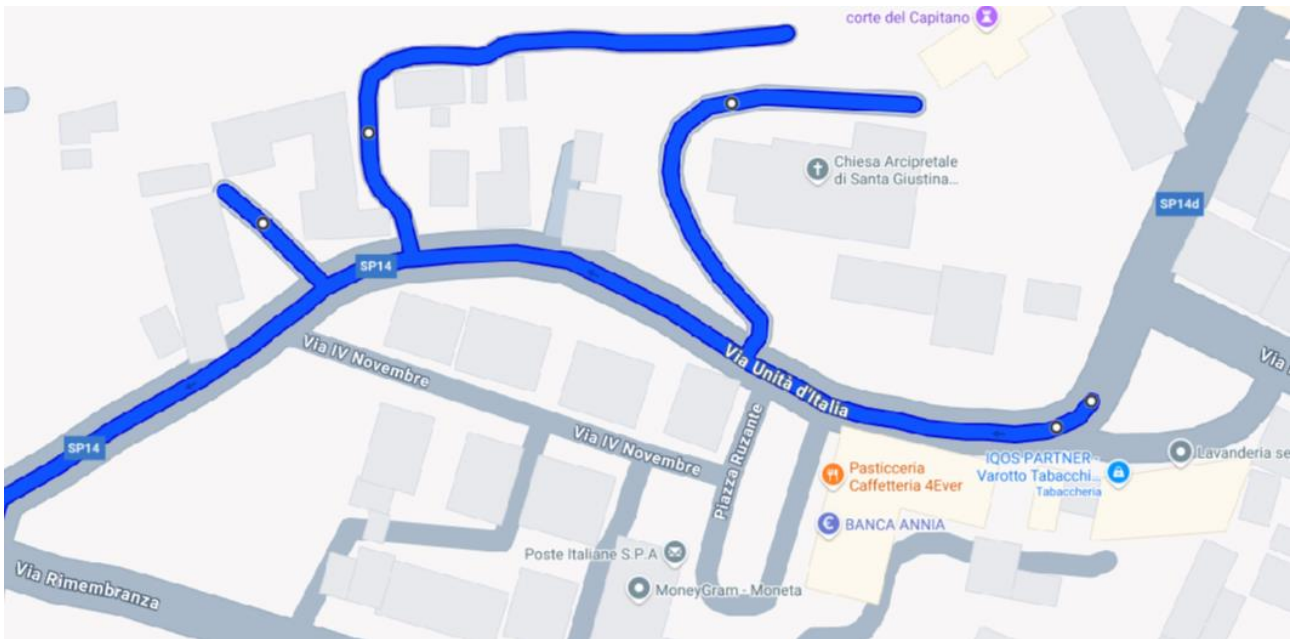 corte del Capitano
Chiesa Arcipretale
di Santa Giustina...
SP14d
SP14
Via IV Novembre
Via Unità d'Italia
Via
SP14
Via IV Novembre
Piazza Ruzante
Pasticceria
Caffetteria 4Ever
IQOS PARTNER -
Varotto Tabacchi...
Tabaccheria
Lavanderia se
BANCA ANNIA
Poste Italiane S.P.A
MoneyGram - Moneta
Via Rimembranza